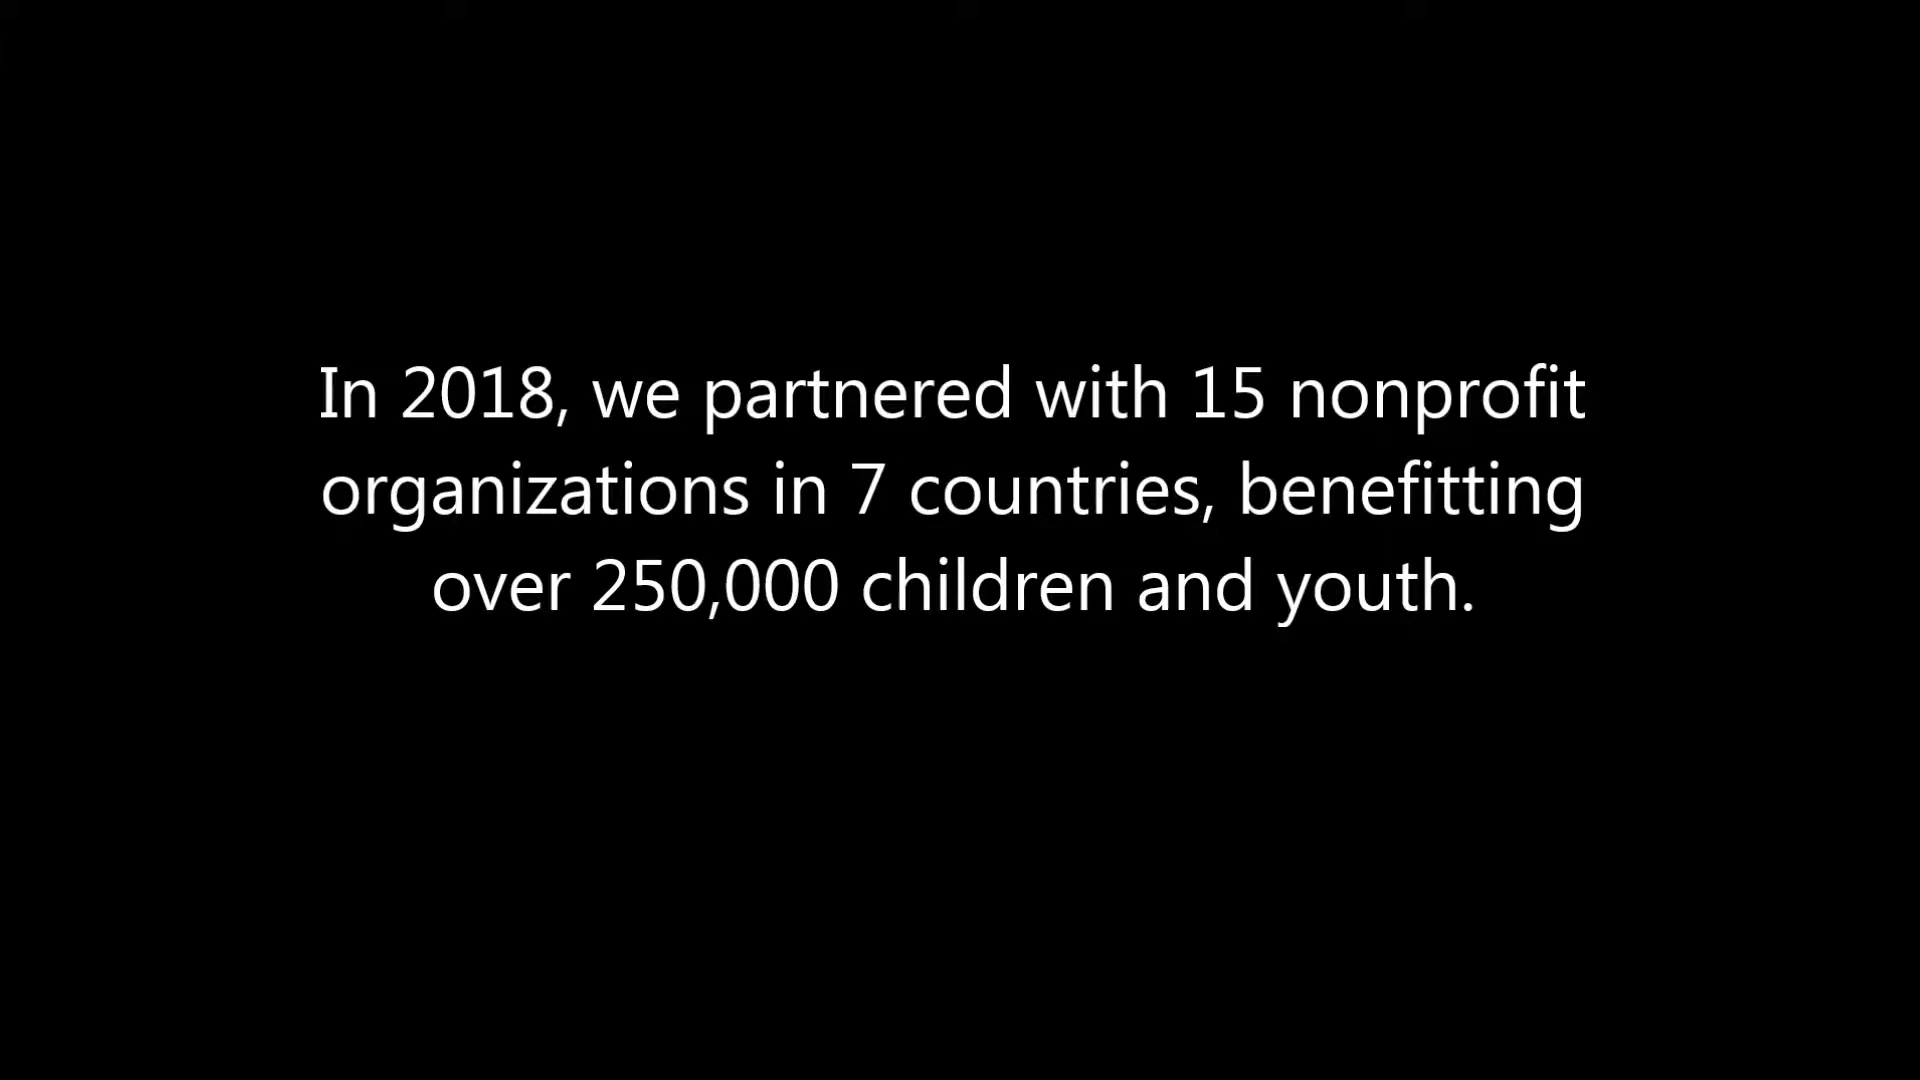 In 2018, we partnered with 15 nonprofit
organizations in 7 countries, benefitting
over 250,000 children and youth.